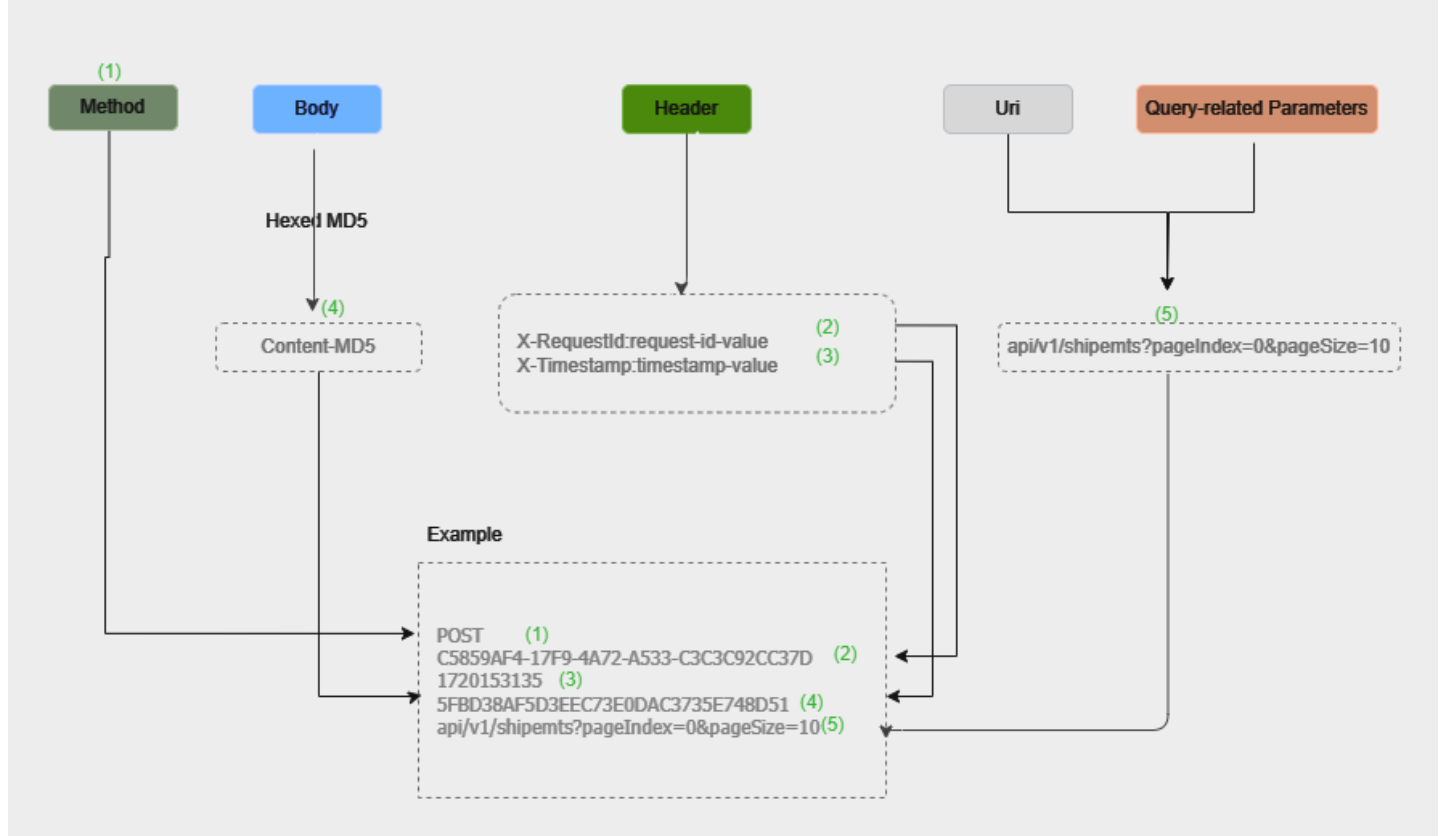 (1)
Method
Body
Header
Uri
Query-related Parameters
Hexed MD5
(4)
Content-MD5
X-RequestId:request-id-value (2)
X-Timestamp:timestamp-value (3)
(5)
api/v1/shipemts?pageIndex=0&pageSize=10
Example
POST (1)
C5859AF4-17F9-4A72-A533-C3C3C92CC37D (2)
1720153135 (3)
5FBD38AF5D3EEC73E0DAC3735E748D51 (4)
api/v1/shipemts?pageIndex=0&pageSize=10(5)